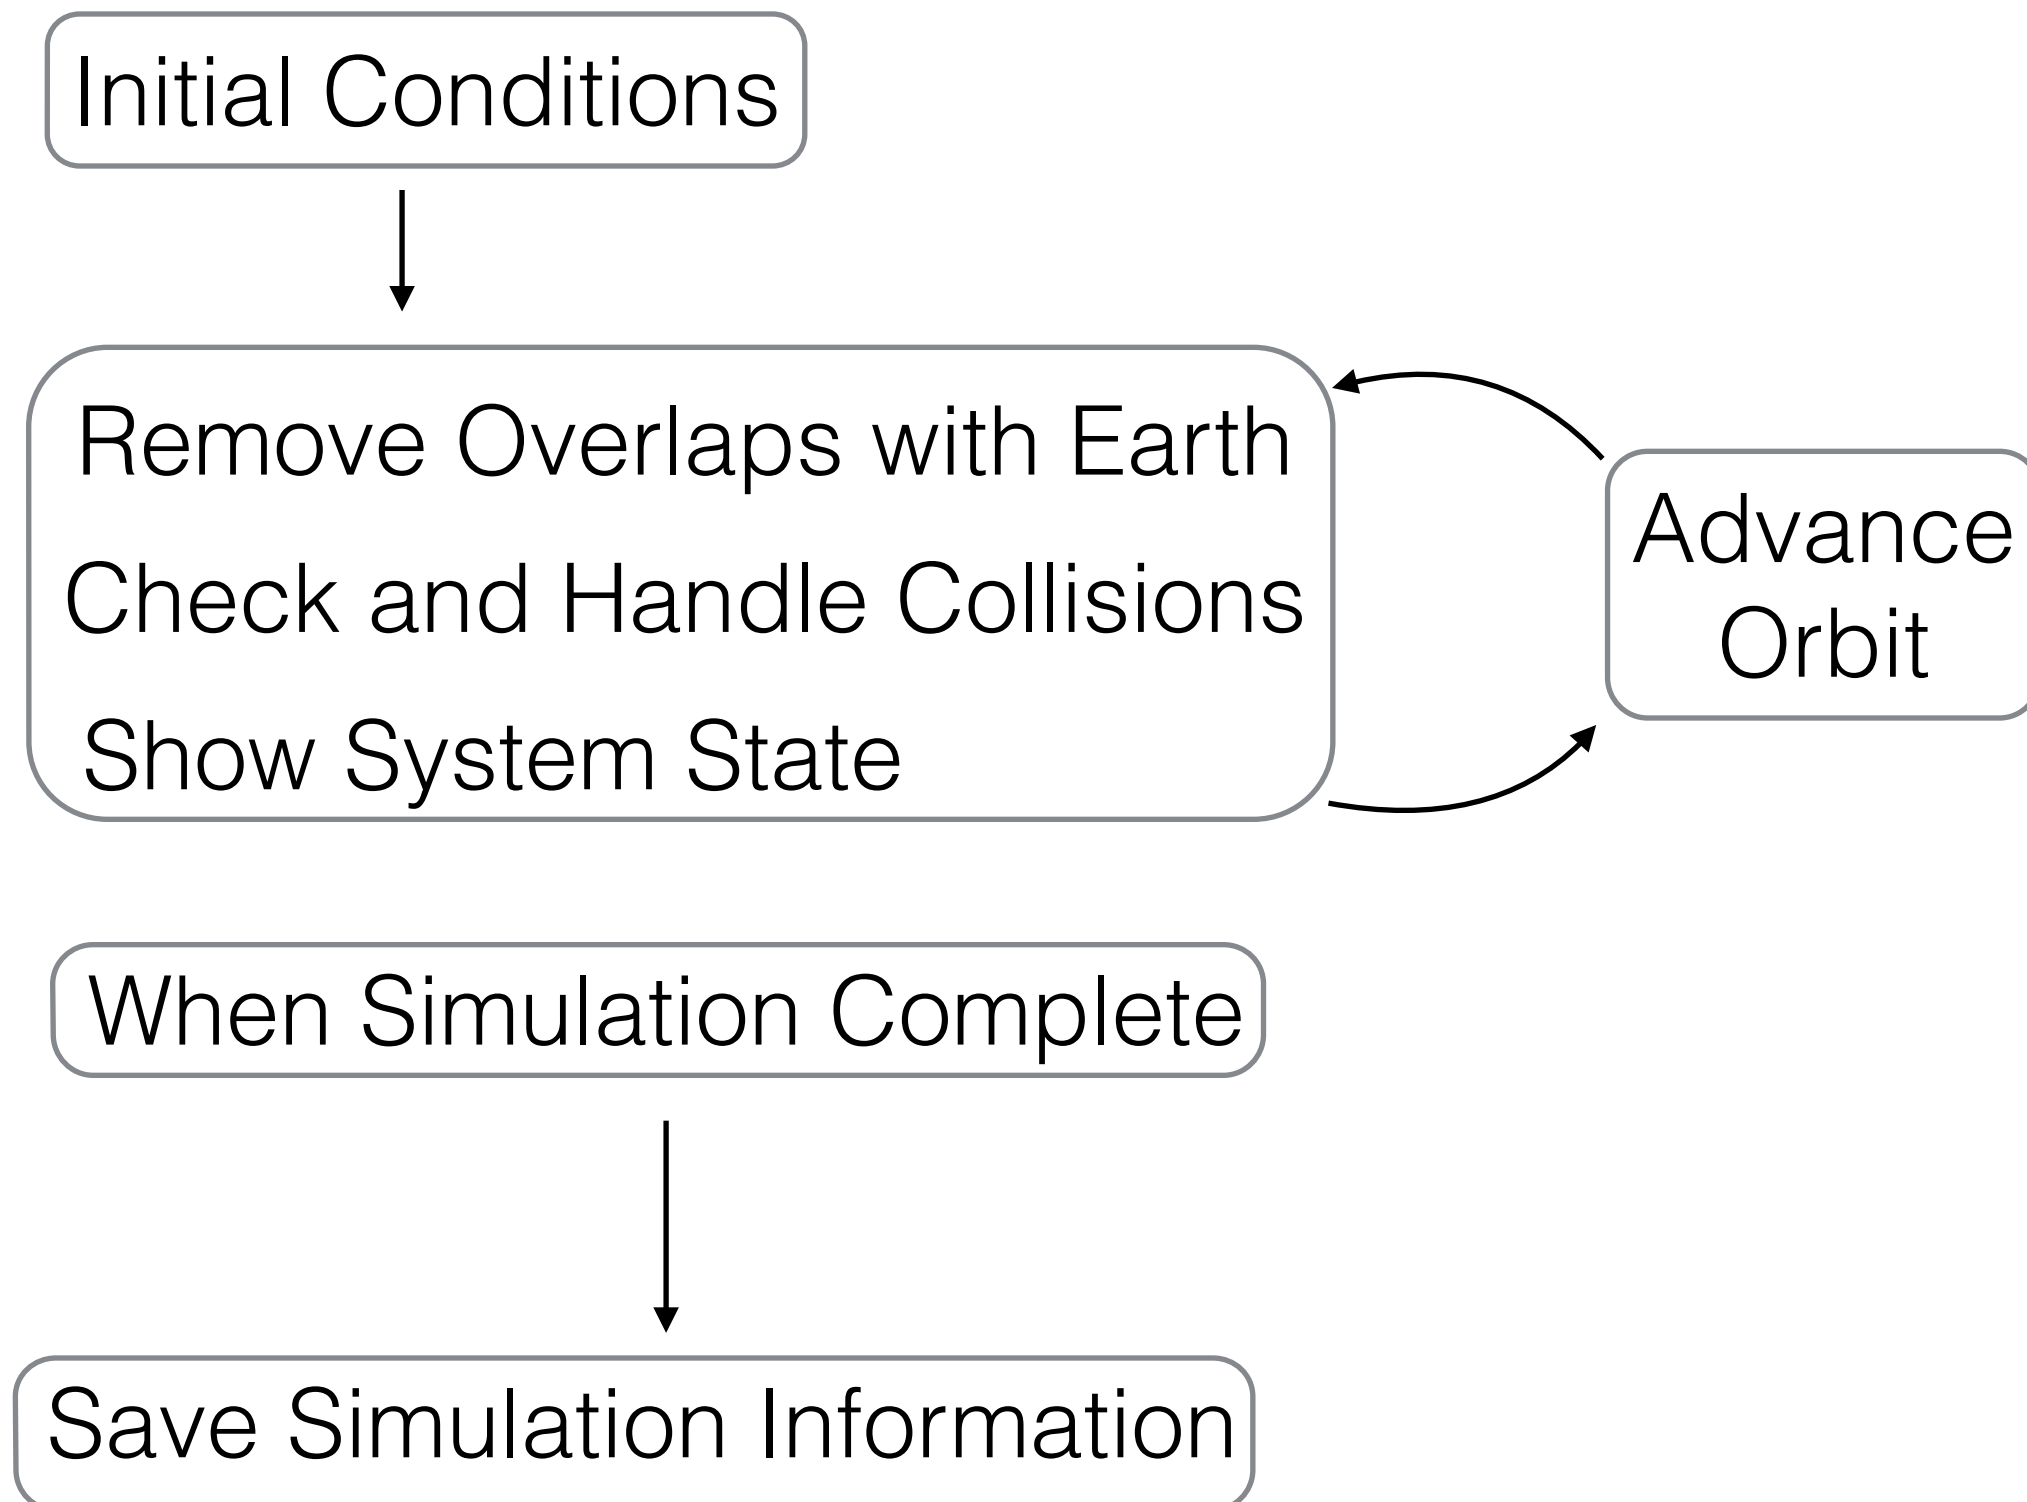 Initial Conditions
Remove Overlaps with Earth
Check and Handle Collisions
Show System State
Advance
Orbit
When Simulation Complete
Save Simulation Information